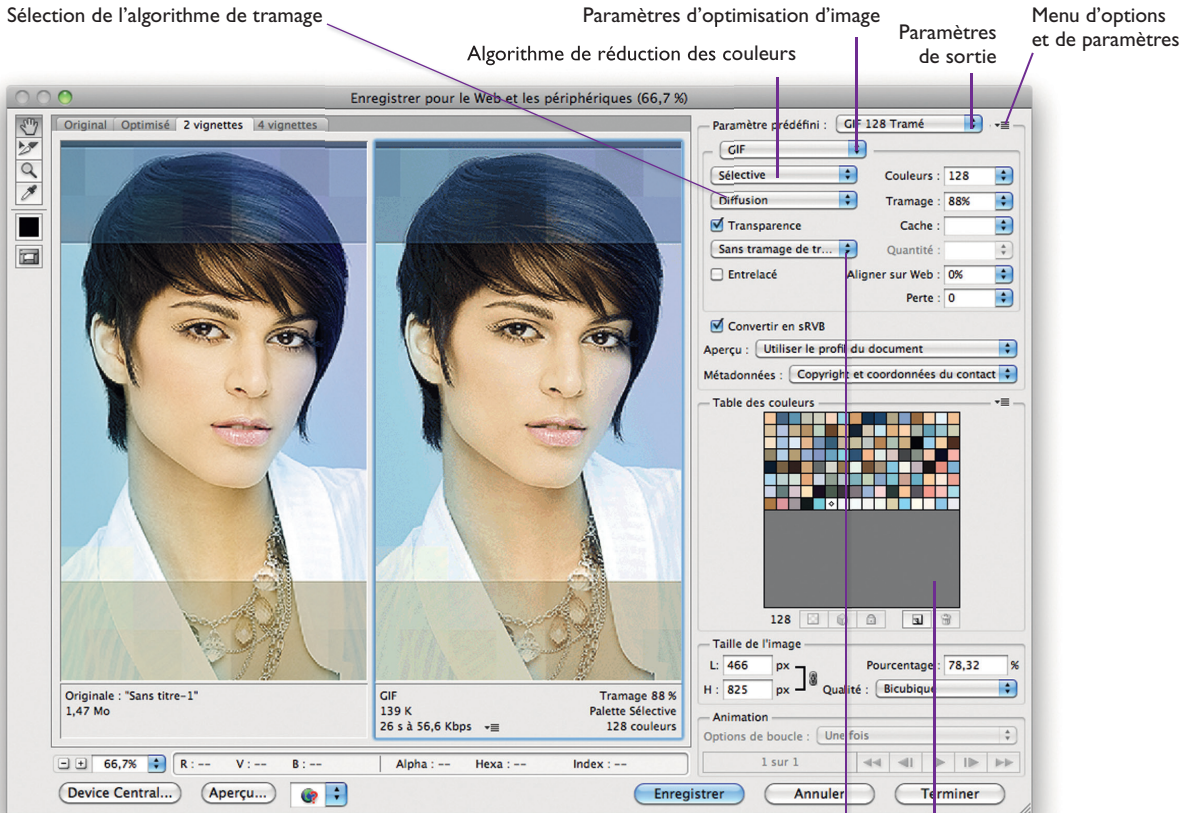 Sélection de l'algorithme de tramage
Paramètres d'optimisation d'image
Menu d'options
et de paramètres
Paramètres
de sortie
Algorithme de réduction des couleurs
Enregistrer pour le Web et les périphériques (66,7 %)
Original Optimisé 2 vignettes 4 vignettes
Paramètre prédéfini : GIF 128 Tramé
GIF
Sélective Couleurs : 128
Diffusion Tramage : 88%
Transparence Cache :
Sans tramage de tr... Quantité :
Entrelacé Aligner sur Web : 0%
Perte : 0
Convertir en sRVB
Aperçu : Utiliser le profil du document
Métadonnées : Copyright et coordonnées du contact
Table des couleurs
128
Taille de l'image
L: 466 px Pourcentage : 78,32 %
H : 825 px Qualité : Bicubique
Animation
Options de boucle : Une fois
1 sur 1
Originale : "Sans titre-1"
1,47 Mo
GIF Tramage 88 %
139 K Palette Sélective
26 s à 56,6 Kbps 128 couleurs
66,7% R : -- V : -- B : -- Alpha : -- Hexa : -- Index : --
Device Central... Aperçu... Enregistrer Annuler Terminer